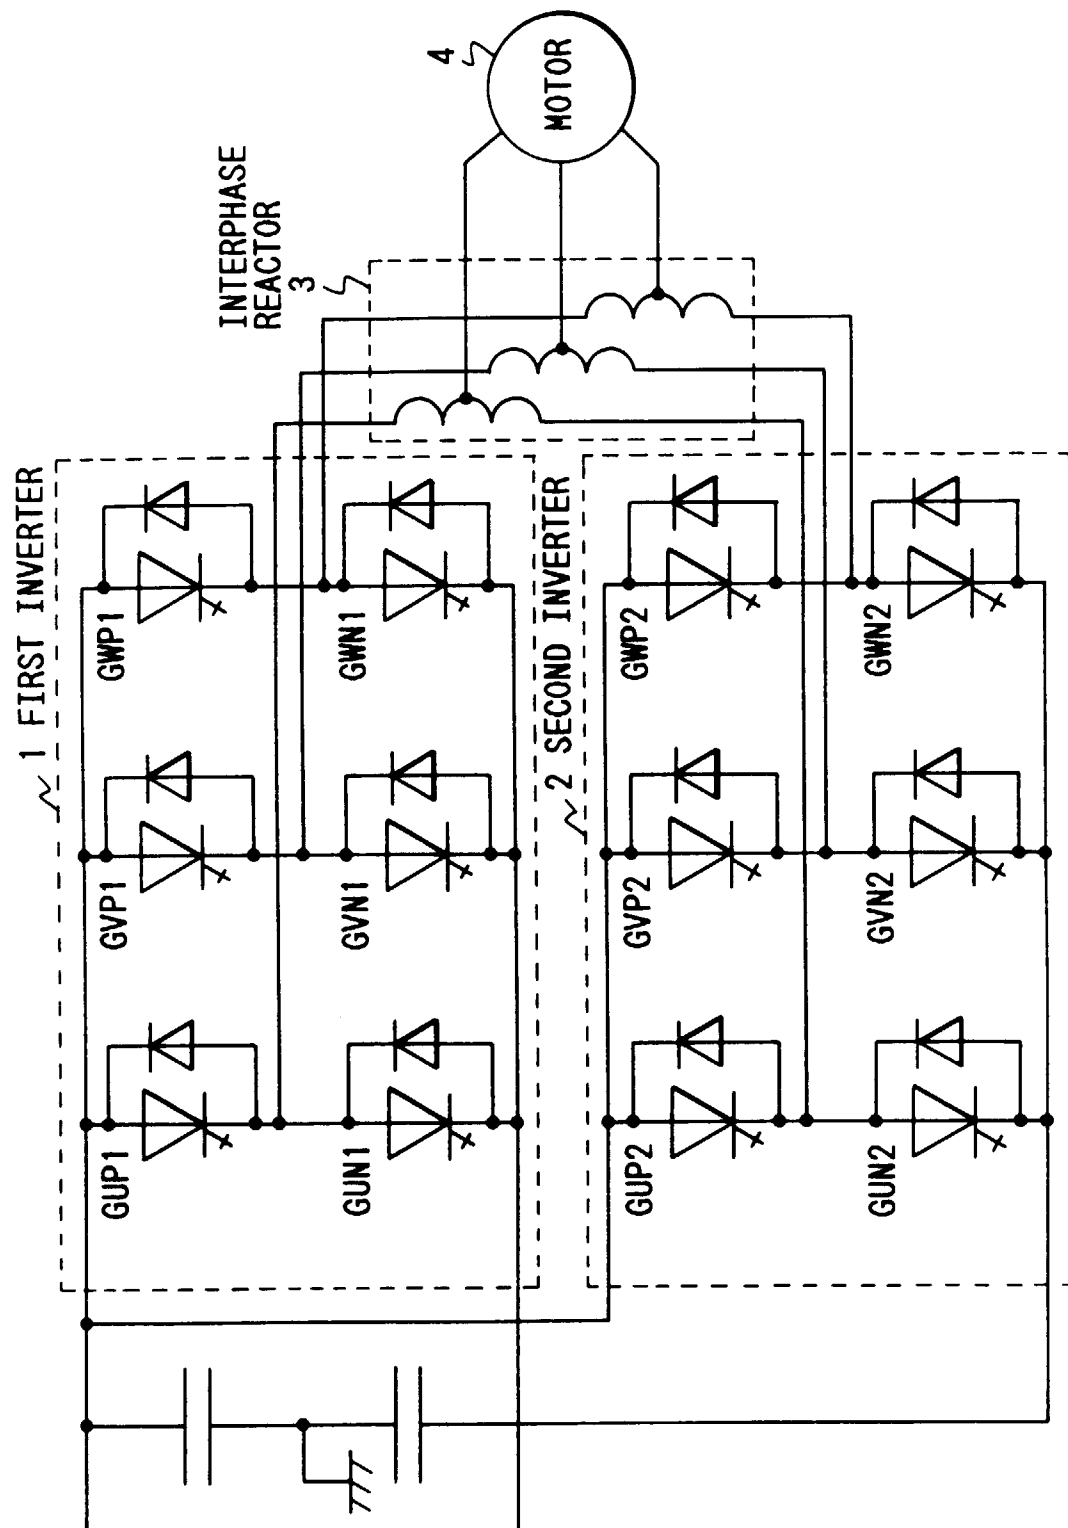 1 FIRST INVERTER
GUP1
GVP1
GWP1
GUN1
GVN1
GWN1
INTERPHASE
REACTOR
3
4
MOTOR
2 SECOND INVERTER
GUP2
GVP2
GWP2
GUN2
GVN2
GWN2